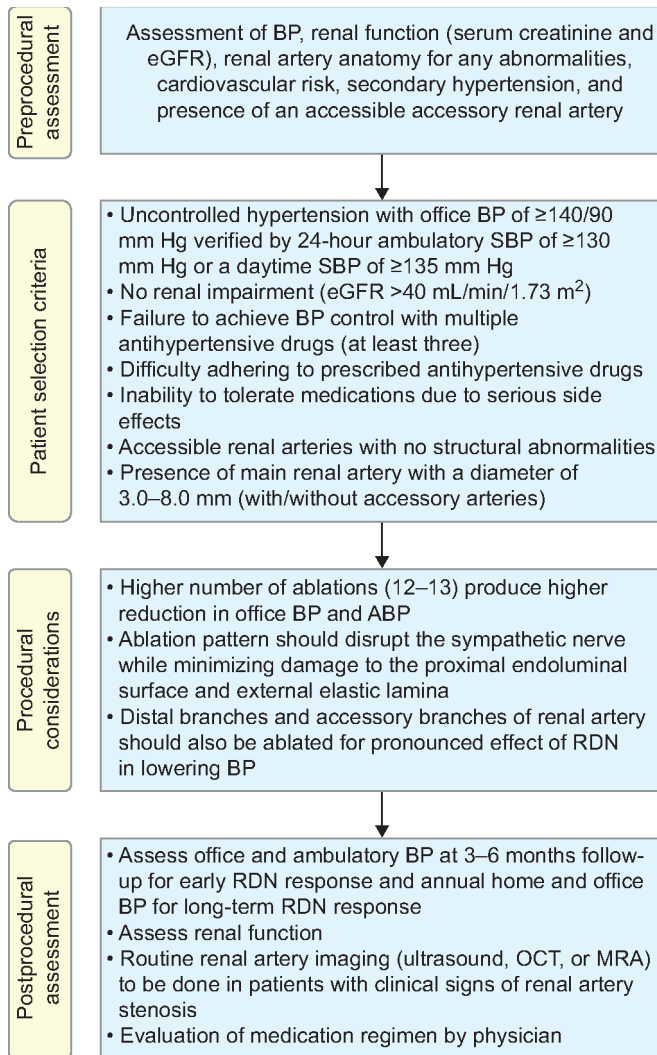 Preprocedural
assessment
Assessment of BP, renal function (serum creatinine and
eGFR), renal artery anatomy for any abnormalities,
cardiovascular risk, secondary hypertension, and
presence of an accessible accessory renal artery
Patient selection criteria
• Uncontrolled hypertension with office BP of ≥140/90
mm Hg verified by 24-hour ambulatory SBP of ≥130
mm Hg or a daytime SBP of ≥135 mm Hg
• No renal impairment (eGFR >40 mL/min/1.73 m²)
• Failure to achieve BP control with multiple
antihypertensive drugs (at least three)
• Difficulty adhering to prescribed antihypertensive drugs
• Inability to tolerate medications due to serious side
effects
• Accessible renal arteries with no structural abnormalities
• Presence of main renal artery with a diameter of
3.0–8.0 mm (with/without accessory arteries)
Procedural
considerations
• Higher number of ablations (12–13) produce higher
reduction in office BP and ABP
• Ablation pattern should disrupt the sympathetic nerve
while minimizing damage to the proximal endoluminal
surface and external elastic lamina
• Distal branches and accessory branches of renal artery
should also be ablated for pronounced effect of RDN
in lowering BP
Postprocedural
assessment
• Assess office and ambulatory BP at 3–6 months follow-
up for early RDN response and annual home and office
BP for long-term RDN response
• Assess renal function
• Routine renal artery imaging (ultrasound, OCT, or MRA)
to be done in patients with clinical signs of renal artery
stenosis
• Evaluation of medication regimen by physician